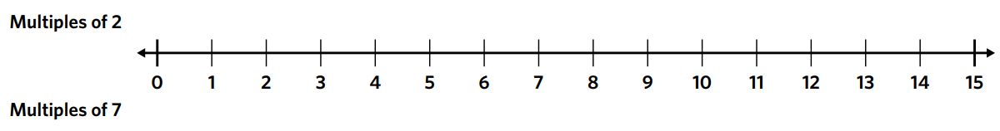 Multiples of 2
0 1 2 3 4 5 6 7 8 9 10 11 12 13 14 15
Multiples of 7